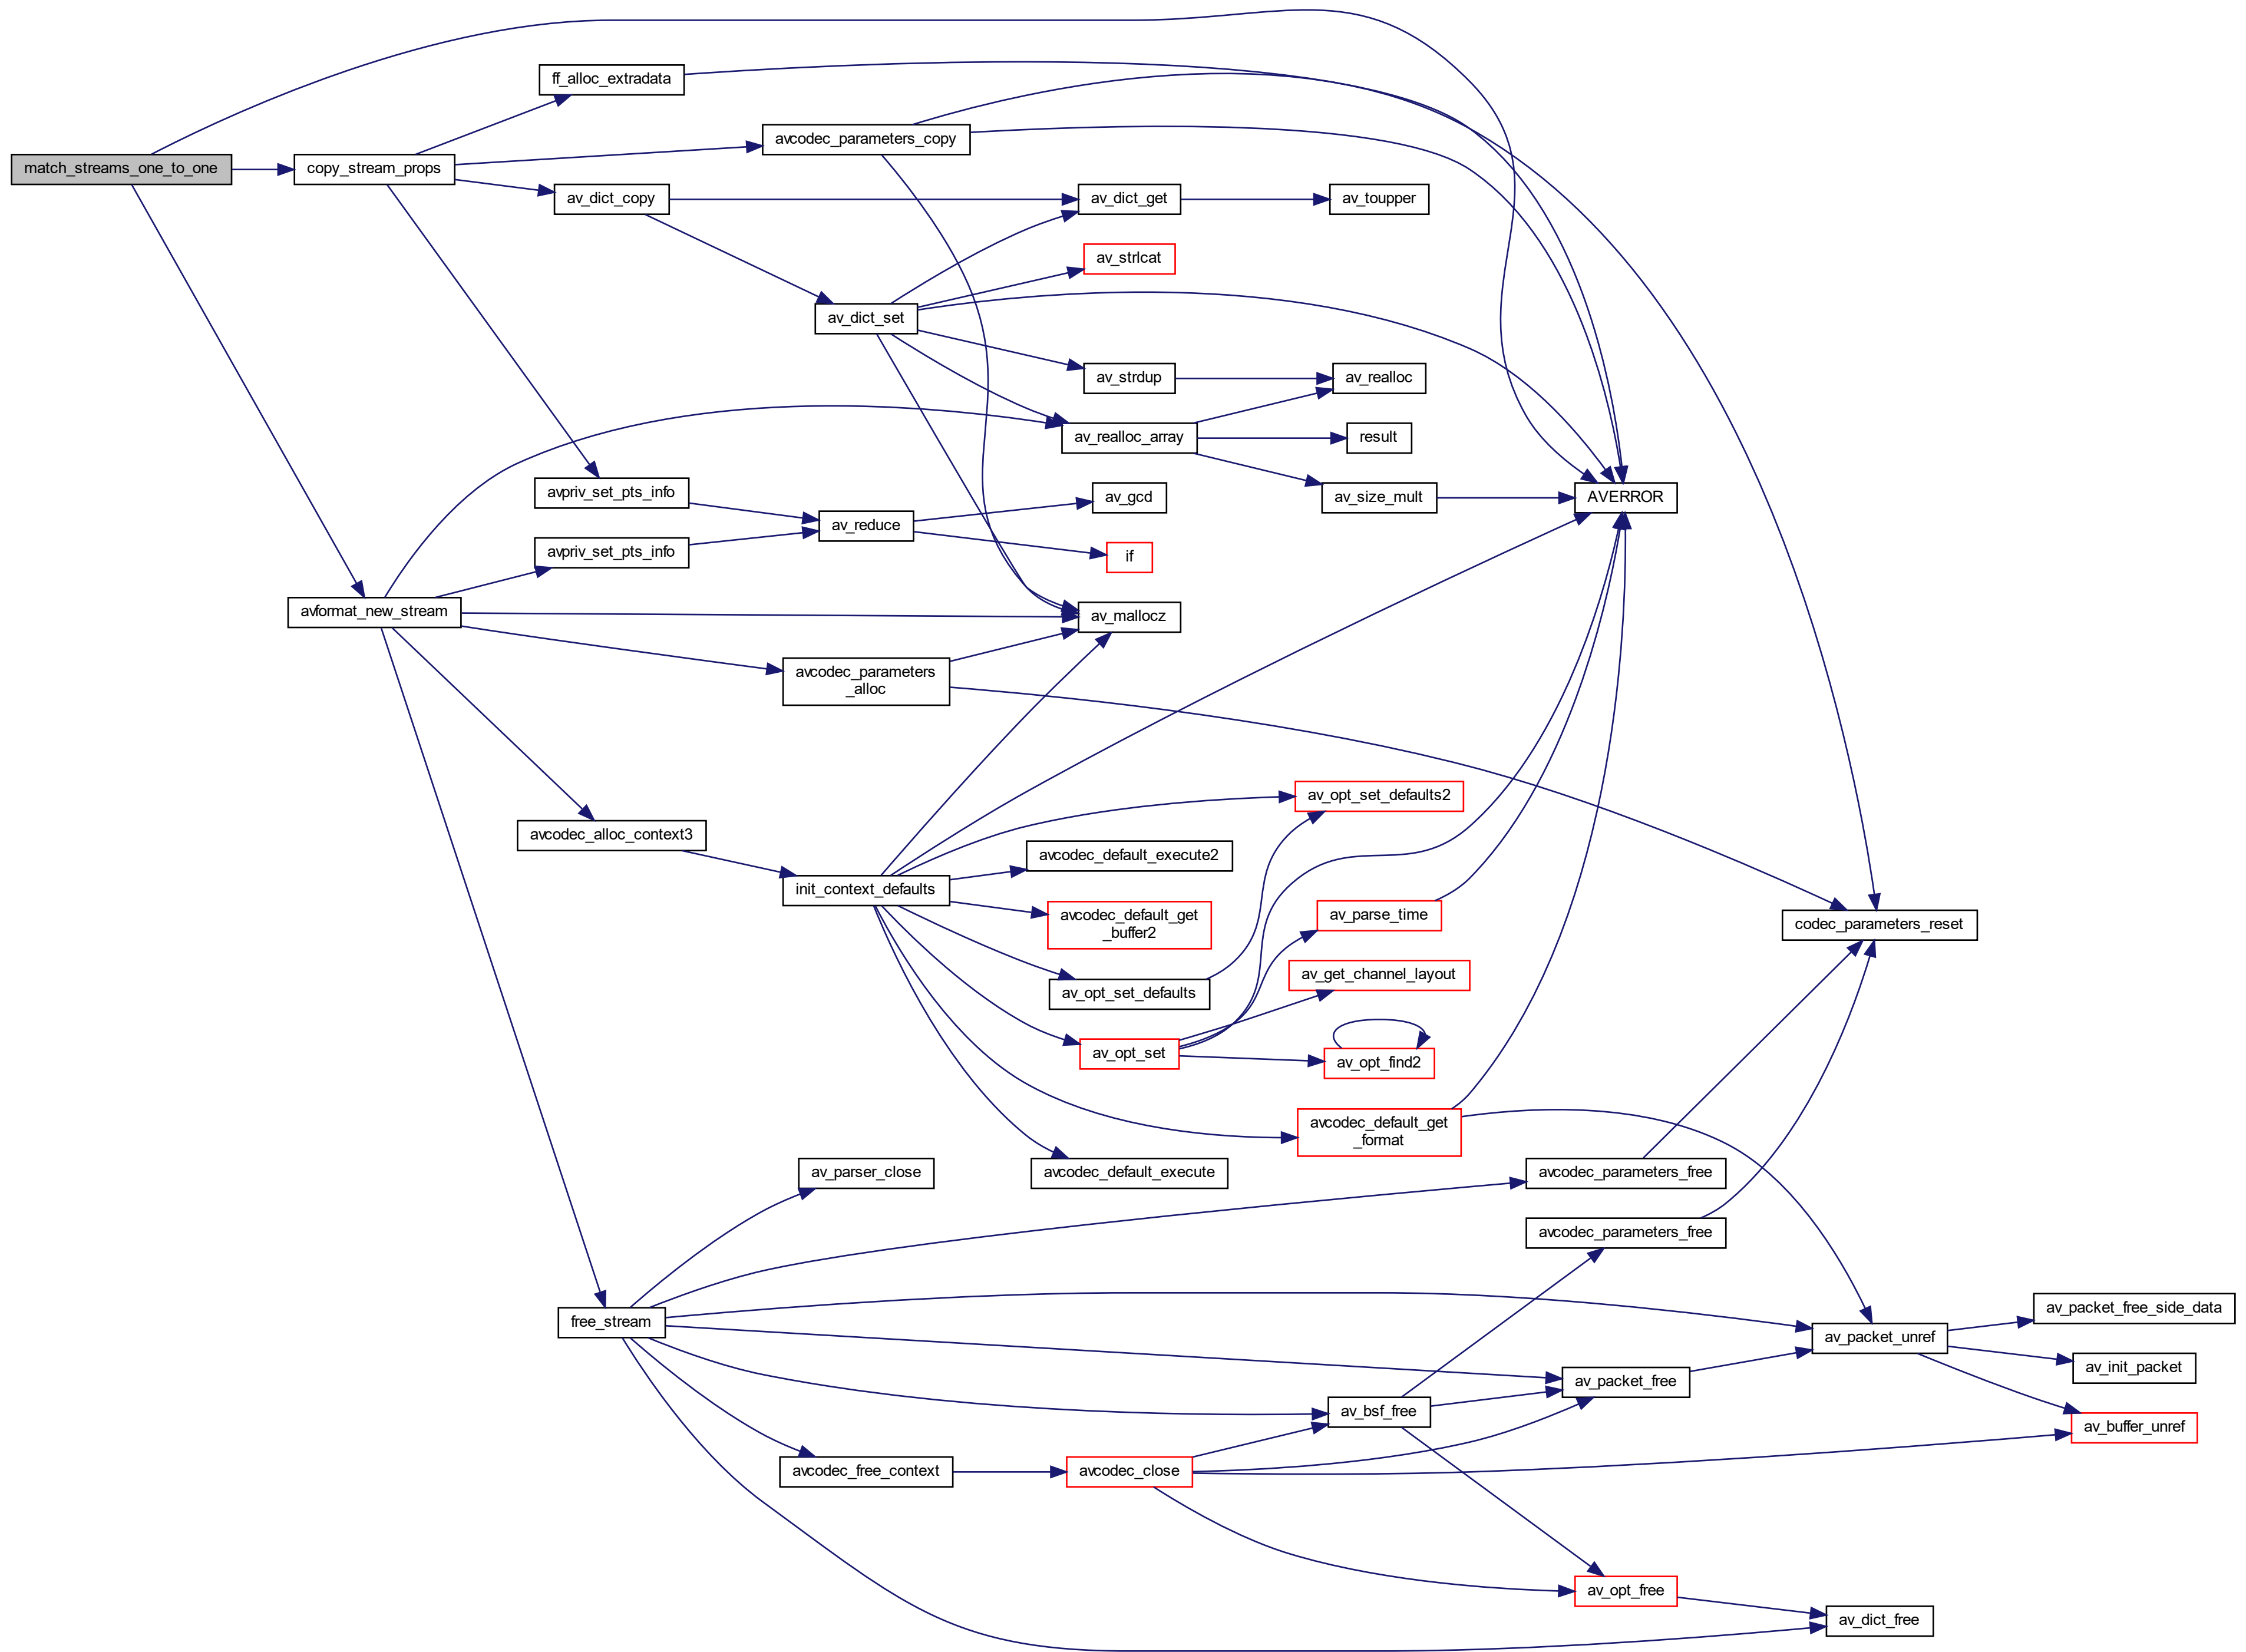 match_streams_one_to_one
copy_stream_props
avformat_new_stream
ff_alloc_extradata
avcodec_parameters_copy
av_dict_copy
av_dict_get
av_toupper
av_strlcat
av_dict_set
av_strdup
av_realloc
av_realloc_array
result
avpriv_set_pts_info
av_gcd
av_size_mult
AVERROR
av_reduce
avpriv_set_pts_info
if
av_mallocz
avcodec_parameters
_alloc
av_opt_set_defaults2
avcodec_alloc_context3
avcodec_default_execute2
init_context_defaults
avcodec_default_get
_buffer2
av_parse_time
codec_parameters_reset
av_get_channel_layout
av_opt_set_defaults
av_opt_set
av_opt_find2
avcodec_default_get
_format
av_parser_close
avcodec_default_execute
avcodec_parameters_free
avcodec_parameters_free
free_stream
av_packet_unref
av_packet_free_side_data
av_init_packet
av_packet_free
av_bsf_free
av_buffer_unref
avcodec_free_context
avcodec_close
av_opt_free
av_dict_free